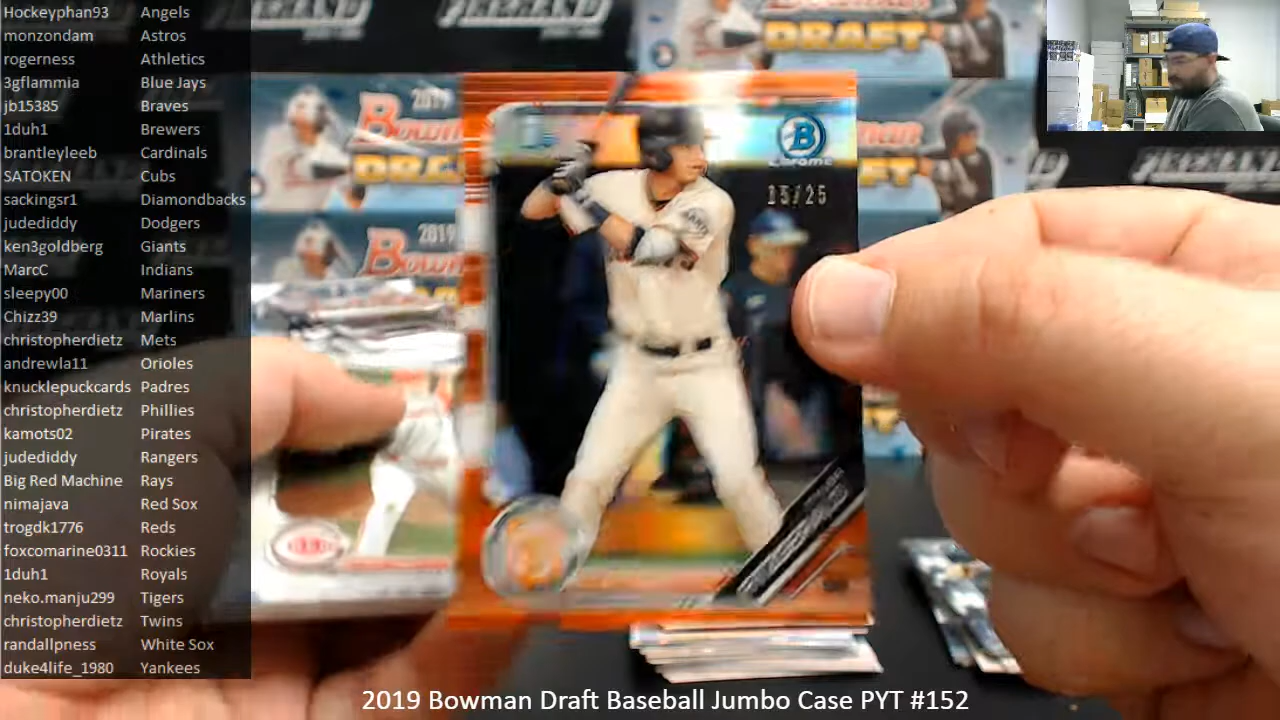 Hockeyphan93 Angels
monzondam Astros
rogerness Athletics
3gflammia Blue Jays
jb15385 Braves
1duh1 Brewers
brantleyleeb Cardinals
SATOKEN Cubs
sackingsr1 Diamondbacks
judediddy Dodgers
ken3goldberg Giants
MarcC Indians
sleepy00 Mariners
Chizz39 Marlins
christopherdietz Mets
andrewla11 Orioles
knucklepuckcards Padres
christopherdietz Phillies
kamots02 Pirates
judediddy Rangers
Big Red Machine Rays
nimajava Red Sox
trogdk1776 Reds
foxcomarine0311 Rockies
1duh1 Royals
neko.manju299 Tigers
christopherdietz Twins
randallpness White Sox
duke4life_1980 Yankees
DRAFT
2019
Bowman
DRAFT
2019
B
Chrome
15/25
2019 Bowman Draft Baseball Jumbo Case PYT #152